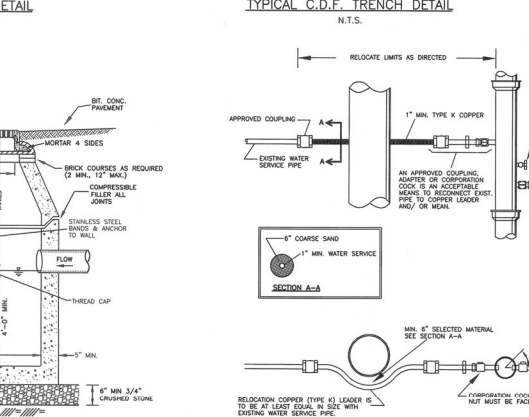 DETAIL
BIT. CONC.
PAVEMENT
MORTAR 4 SIDES
BRICK COURSES AS REQUIRED
(2 MIN., 12" MAX.)
COMPRESSIBLE
FILLER ALL
JOINTS
STAINLESS STEEL
BANDS & ANCHOR
TO WALL
FLOW
THREAD CAP
4'-0" MIN.
5" MIN.
6" MIN 3/4"
CRUSHED STONE
TYPICAL C.D.F. TRENCH DETAIL
N.T.S.
RELOCATE LIMITS AS DIRECTED
APPROVED COUPLING
A
1" MIN. TYPE K COPPER
A
EXISTING WATER
SERVICE PIPE
AN APPROVED COUPLING,
ADAPTER OR CORPORATION
COCK IS AN ACCEPTABLE
MEANS TO RECONNECT EXIST.
PIPE TO COPPER LEADER
AND/ OR MEAN.
6" COARSE SAND
1" MIN. WATER SERVICE
SECTION A-A
MIN. 6" SELECTED MATERIAL
SEE SECTION A-A
RELOCATION COPPER (TYPE K) LEADER IS
TO BE AT LEAST EQUAL IN SIZE WITH
EXISTING WATER SERVICE PIPE.
CORPORATION COCK
NUT MUST BE FAC